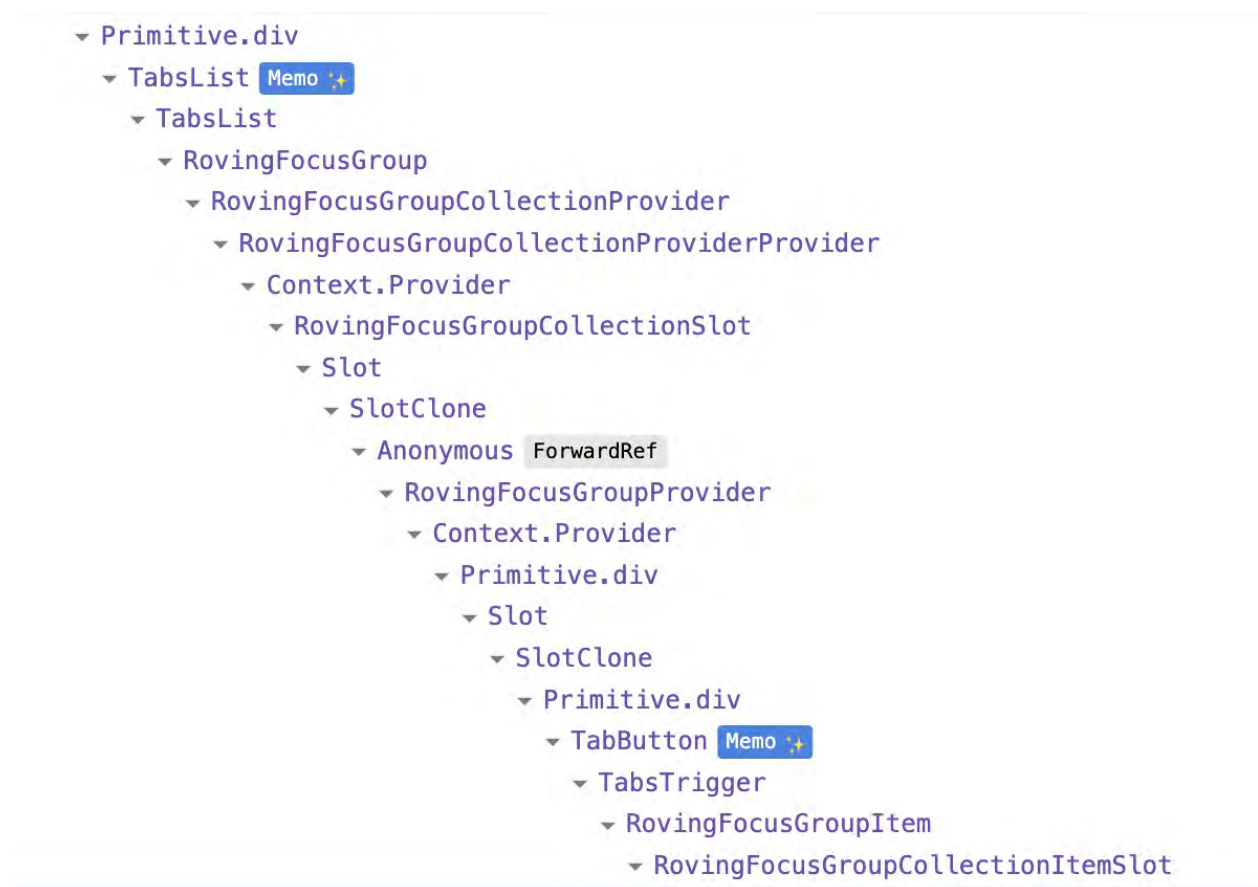 Primitive.div
TabsList Memo ✨
TabsList
RovingFocusGroup
RovingFocusGroupCollectionProvider
RovingFocusGroupCollectionProviderProvider
Context.Provider
RovingFocusGroupCollectionSlot
Slot
SlotClone
Anonymous ForwardRef
RovingFocusGroupProvider
Context.Provider
Primitive.div
Slot
SlotClone
Primitive.div
TabButton Memo ✨
TabsTrigger
RovingFocusGroupItem
RovingFocusGroupCollectionItemSlot